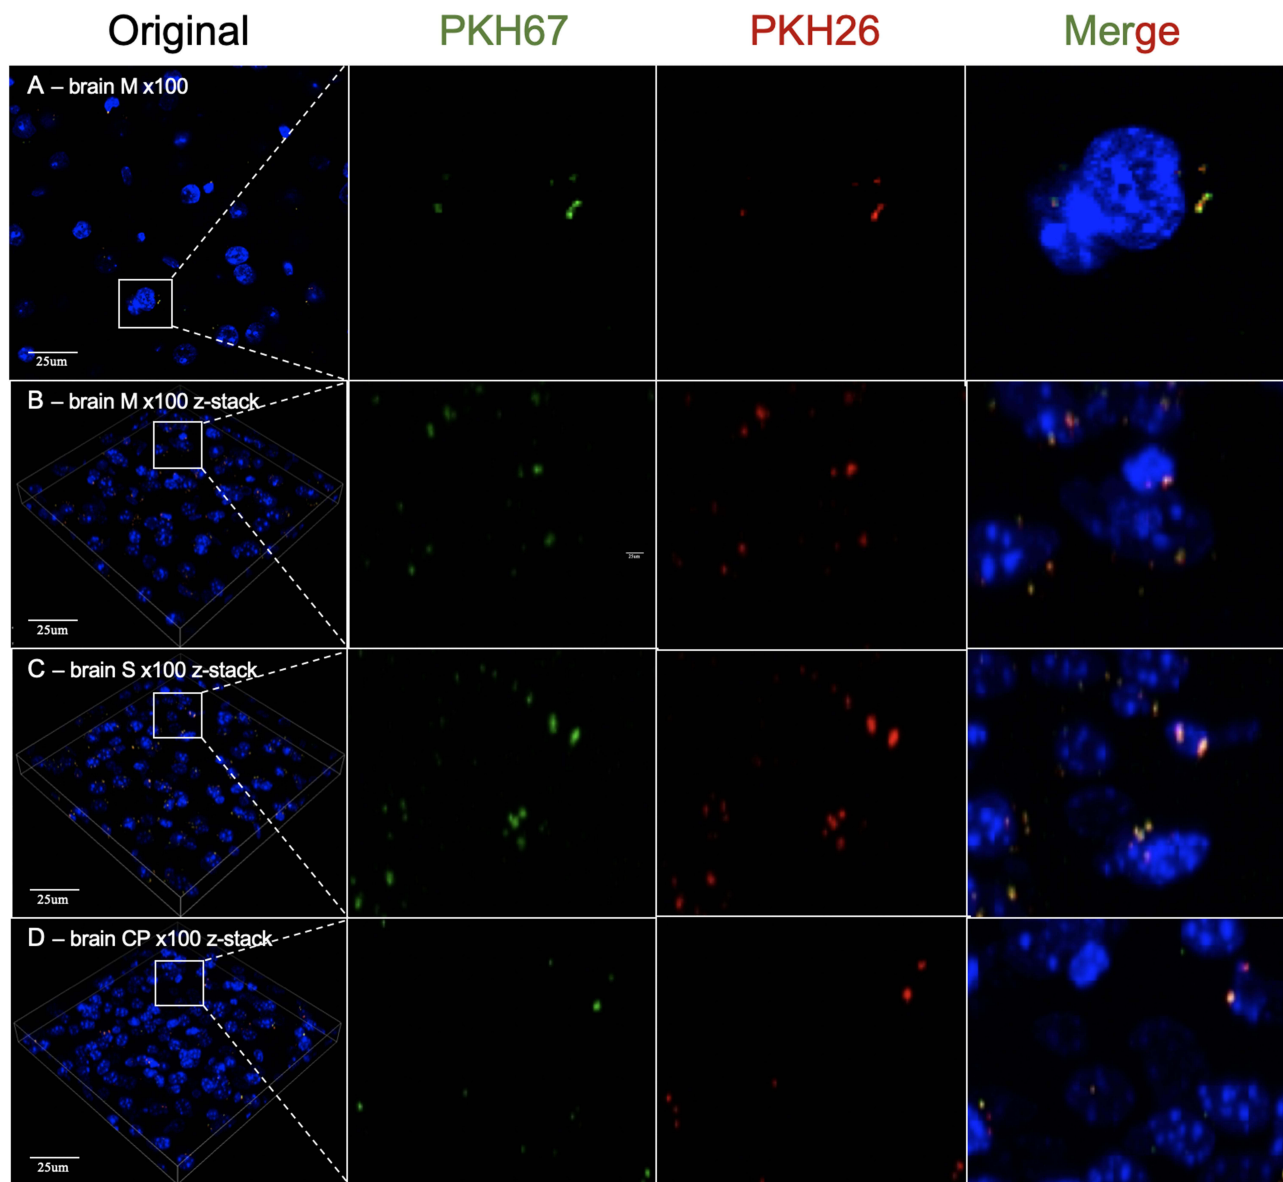 Original PKH67 PKH26 Merge
A – brain M x100
25um
B – brain M x100 z-stack
25um
25um
C – brain S x100 z-stack
25um
D – brain CP x100 z-stack
25um